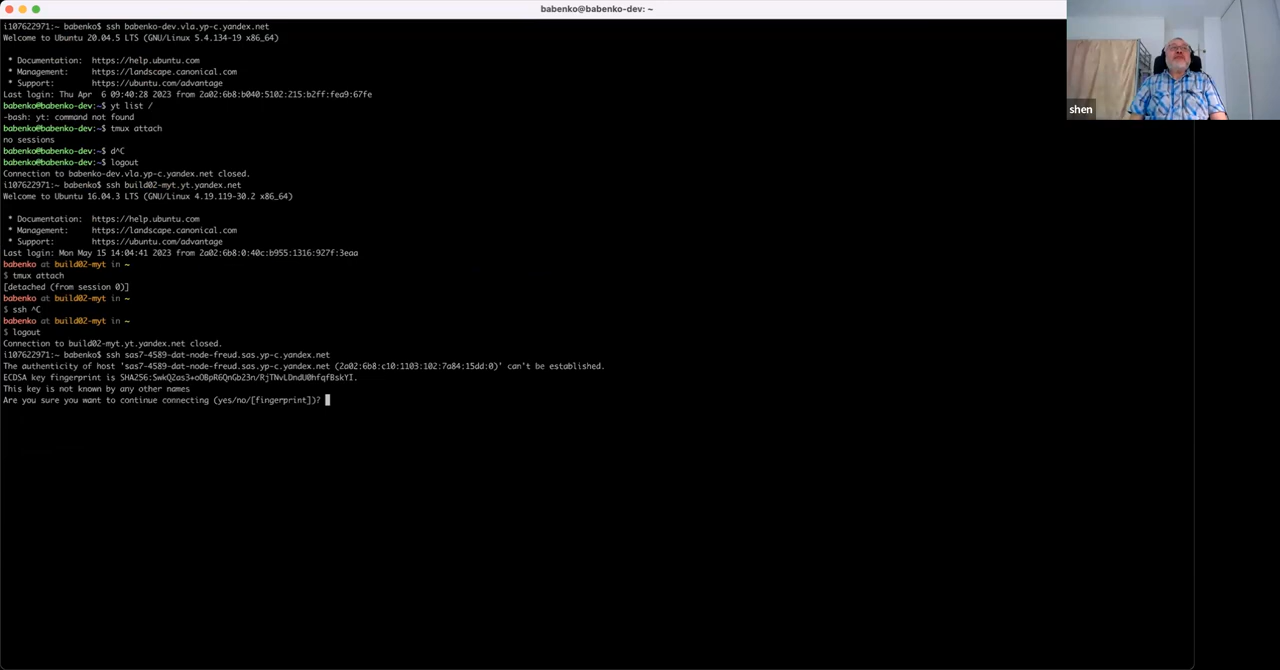 babenko@babenko-dev: ~
i107622971:~ babenko$ ssh babenko-dev.vla.yp-c.yandex.net
Welcome to Ubuntu 20.04.5 LTS (GNU/Linux 5.4.134-19 x86_64)
* Documentation: https://help.ubuntu.com
* Management: https://landscape.canonical.com
* Support: https://ubuntu.com/advantage
Last login: Thu Apr 6 09:40:28 2023 from 2a02:6b8:b040:5102:215:b2ff:fea9:67fe
babenko@babenko-dev:~$ yt list /
-bash: yt: command not found
babenko@babenko-dev:~$ tmux attach
no sessions
babenko@babenko-dev:~$ d^C
babenko@babenko-dev:~$ logout
Connection to babenko-dev.vla.yp-c.yandex.net closed.
i107622971:~ babenko$ ssh build02-myt.yt.yandex.net
Welcome to Ubuntu 16.04.3 LTS (GNU/Linux 4.19.119-30.2 x86_64)
* Documentation: https://help.ubuntu.com
* Management: https://landscape.canonical.com
* Support: https://ubuntu.com/advantage
Last login: Mon May 15 14:04:41 2023 from 2a02:6b8:0:40c:b955:1316:927f:3eaa
babenko at build02-myt in ~
$ tmux attach
[detached (from session 0)]
babenko at build02-myt in ~
$ ssh ^C
babenko at build02-myt in ~
$ logout
Connection to build02-myt.yt.yandex.net closed.
i107622971:~ babenko$ ssh sas7-4589-dat-node-freud.sas.yp-c.yandex.net
The authenticity of host 'sas7-4589-dat-node-freud.sas.yp-c.yandex.net (2a02:6b8:c10:1103:102:7a84:15dd:0)' can't be established.
ECDSA key fingerprint is SHA256:SwkQ2as3+oOBpR6QnGb23n/RjTNvLDndU0hfqfBskYI.
This key is not known by any other names
Are you sure you want to continue connecting (yes/no/[fingerprint])?
shen